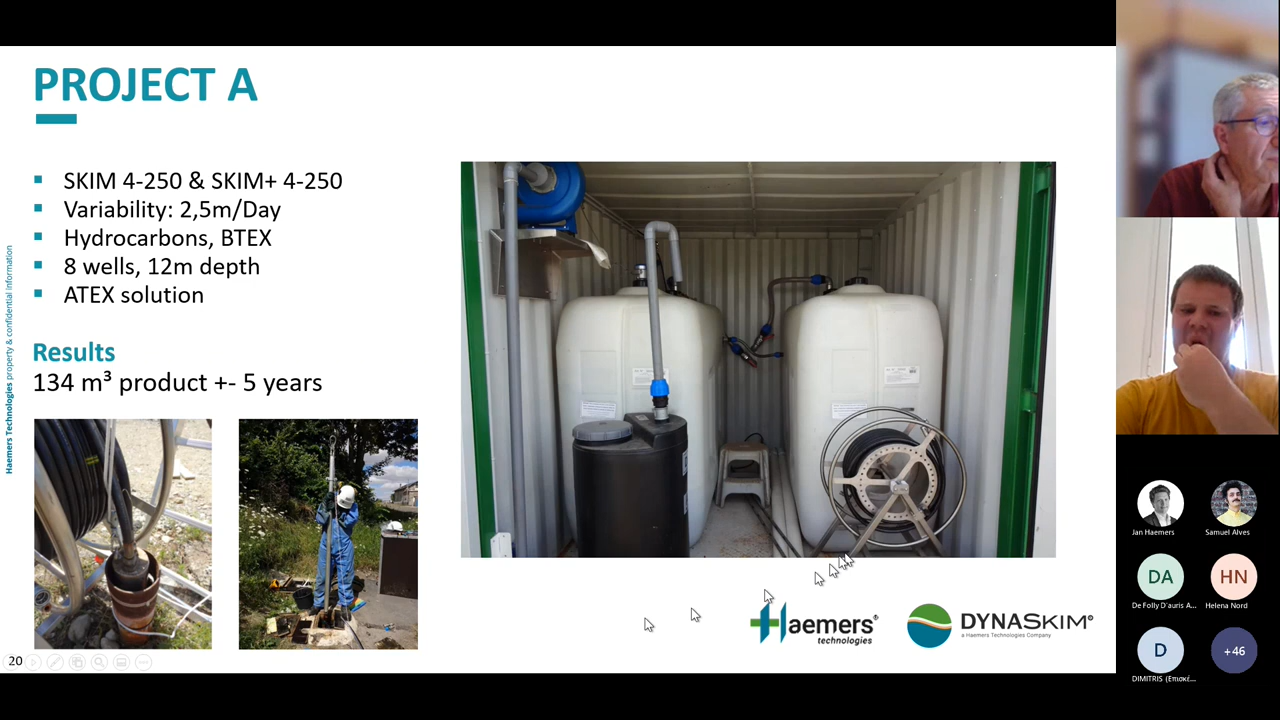 PROJECT A
SKIM 4-250 & SKIM+ 4-250
Variability: 2,5m/Day
Hydrocarbons, BTEX
8 wells, 12m depth
ATEX solution
Results
134 m³ product +- 5 years
Haemers Technologies property & confidential information
20
Haemers®
technologies
DYNASKIM®
a Haemers Technologies Company
Jan Haemers
Samuel Alves
DA
HN
De Folly D'auris A...
Helena Nord
D
+46
DIMITRIS (Επισκέ...